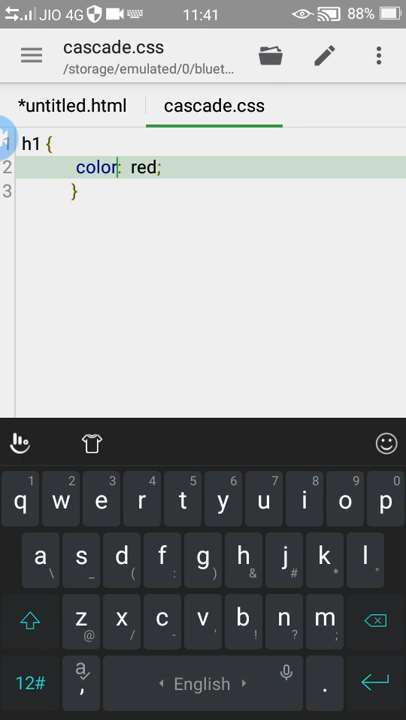 JIO 4G 11:41 88%
cascade.css
/storage/emulated/0/bluet...
*untitled.html cascade.css
1 h1 {
2 color: red;
3 }
1 2 3 4 5 6 7 8 9 0
q w e r t y u i o p
a s d f g h j k l
\ _ ( : ) & # * "
z x c v b n m
@ / - ' ! ? ;
12# a , English .